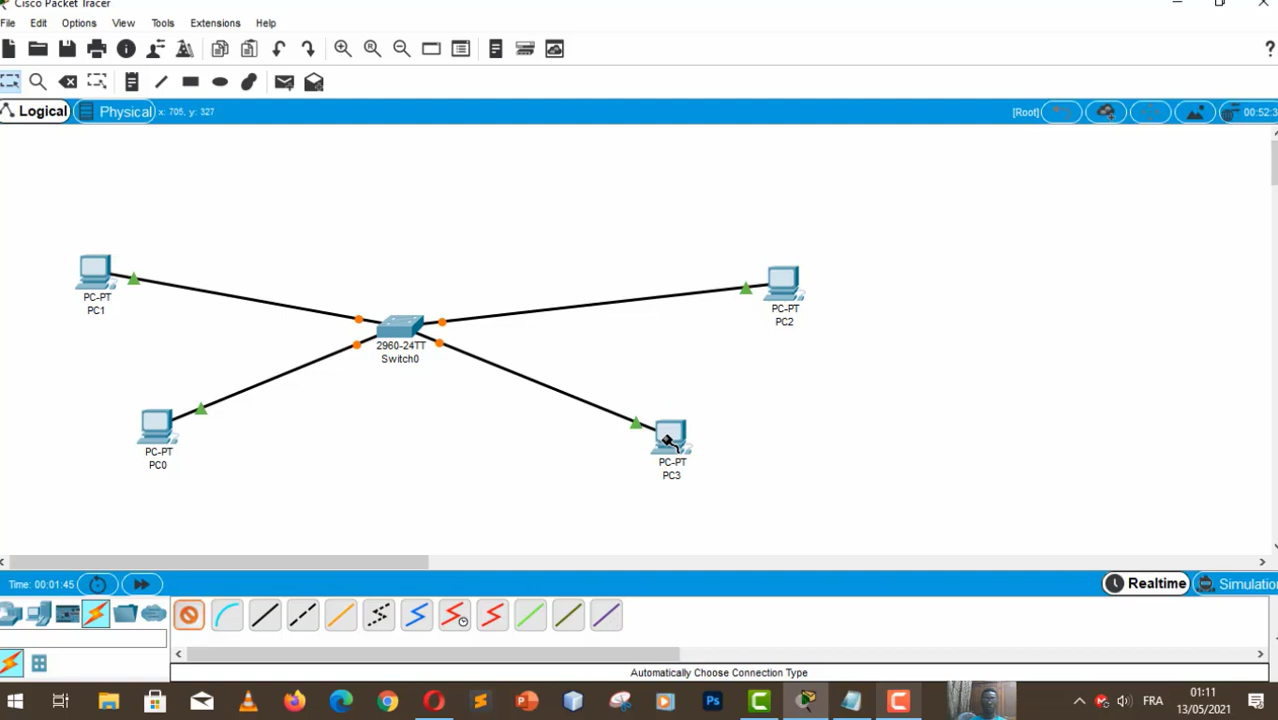 Cisco Packet Tracer
File Edit Options View Tools Extensions Help
Logical Physical x: 705, y: 327 [Root] 00:52:3
PC-PT
PC1
PC-PT
PC2
2960-24TT
Switch0
PC-PT
PC0
PC-PT
PC3
Time: 00:01:45 Realtime Simulation
Automatically Choose Connection Type
Ps FRA 01:11
13/05/2021